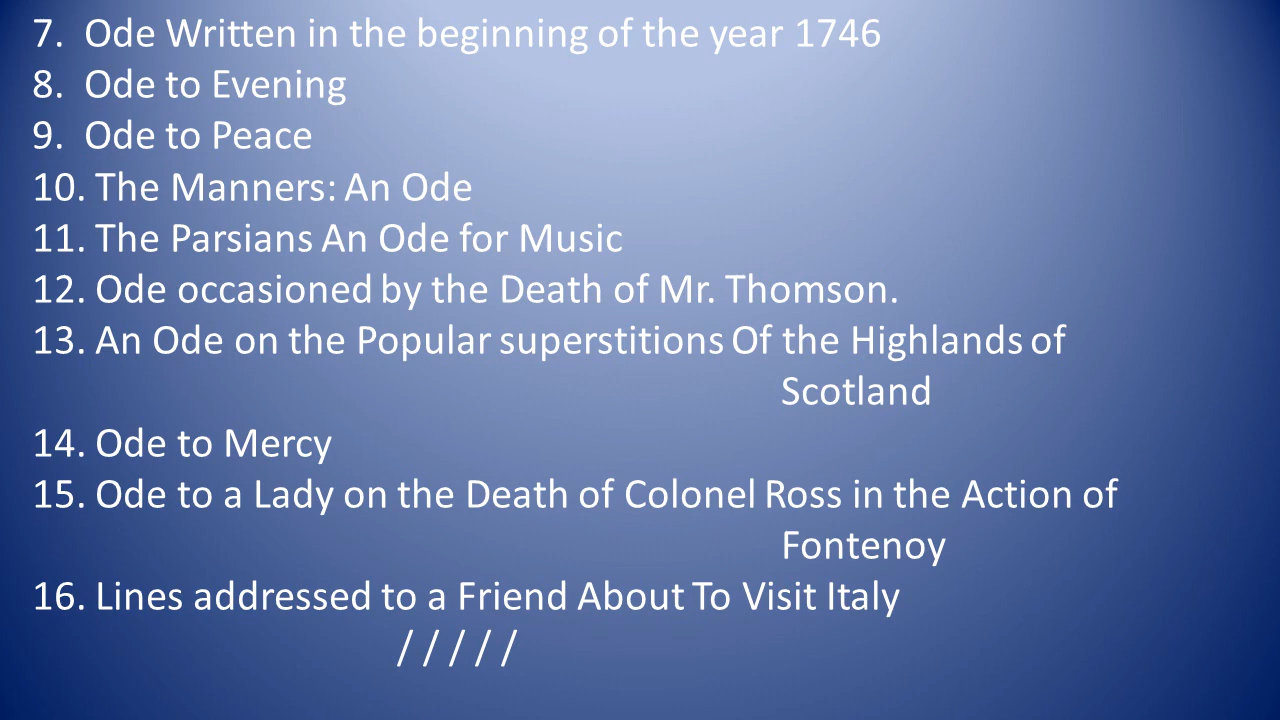 7. Ode Written in the beginning of the year 1746
8. Ode to Evening
9. Ode to Peace
10. The Manners: An Ode
11. The Parsians An Ode for Music
12. Ode occasioned by the Death of Mr. Thomson.
13. An Ode on the Popular superstitions Of the Highlands of
Scotland
14. Ode to Mercy
15. Ode to a Lady on the Death of Colonel Ross in the Action of
Fontenoy
16. Lines addressed to a Friend About To Visit Italy
/ / / / /